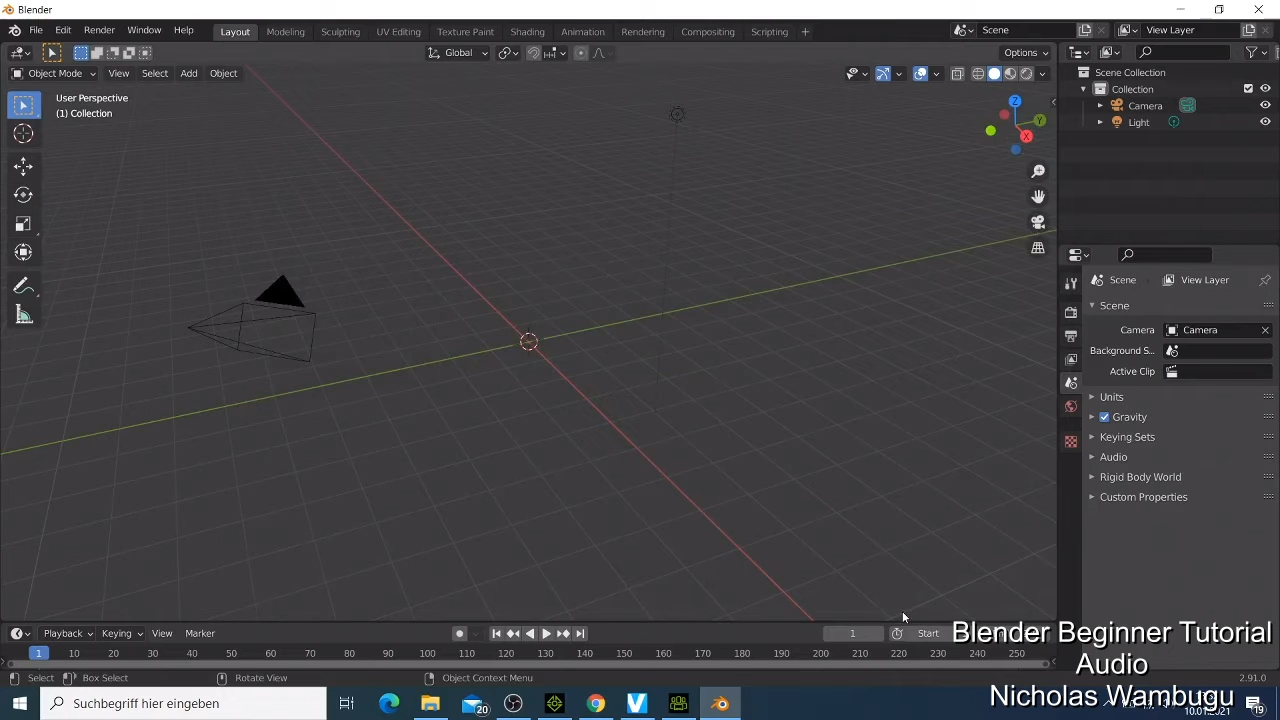 Blender
File Edit Render Window Help Layout Modeling Sculpting UV Editing Texture Paint Shading Animation Rendering Compositing Scripting + Scene View Layer
Global Options
Object Mode View Select Add Object
User Perspective
(1) Collection
Z
Y
X
Scene Collection
Collection
Camera
Light
Scene View Layer
Scene
Camera Camera
Background S...
Active Clip
Units
Gravity
Keying Sets
Audio
Rigid Body World
Custom Properties
Playback Keying View Marker 1 Start
1 10 20 30 40 50 60 70 80 90 100 110 120 130 140 150 160 170 180 190 200 210 220 230 240 250
Select Box Select Rotate View Object Context Menu 2.91.0
Blender Beginner Tutorial
Audio
Nicholas Wambugu
Suchbegriff hier eingeben
20
10.01.2021
19